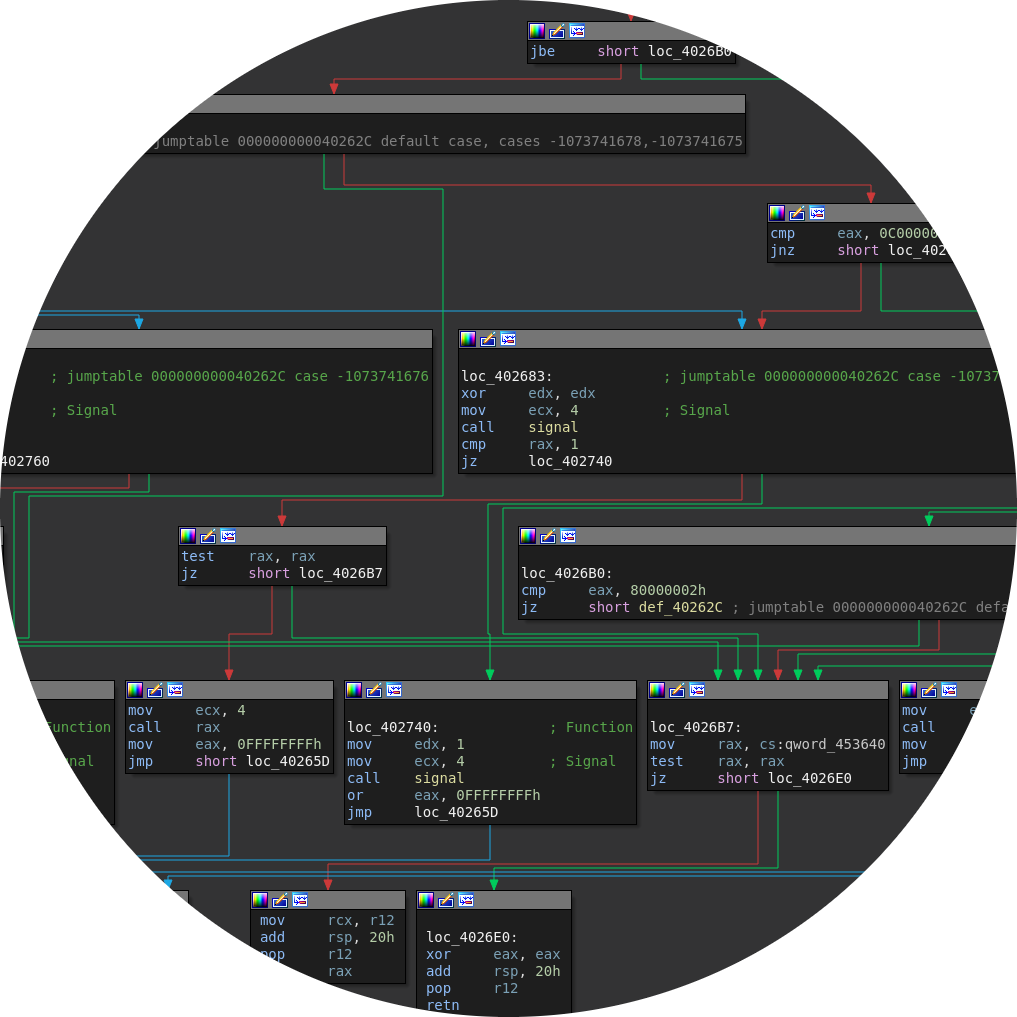 jbe short loc_4026B0
jumptable 000000000040262C default case, cases -1073741678,-1073741675
cmp eax, 0C00000
jnz short loc_402
; jumptable 000000000040262C case -1073741676
; Signal
402760
loc_402683: ; jumptable 000000000040262C case -10737
xor edx, edx
mov ecx, 4 ; Signal
call signal
cmp rax, 1
jz loc_402740
test rax, rax
jz short loc_4026B7
loc_4026B0:
cmp eax, 80000002h
jz short def_40262C ; jumptable 000000000040262C defa
Function
nal
mov ecx, 4
call rax
mov eax, 0FFFFFFFFh
jmp short loc_40265D
loc_402740: ; Function
mov edx, 1
mov ecx, 4 ; Signal
call signal
or eax, 0FFFFFFFFh
jmp loc_40265D
loc_4026B7:
mov rax, cs:qword_453640
test rax, rax
jz short loc_4026E0
mov
call
mov
jmp
mov rcx, r12
add rsp, 20h
pop r12
rax
loc_4026E0:
xor eax, eax
add rsp, 20h
pop r12
retn